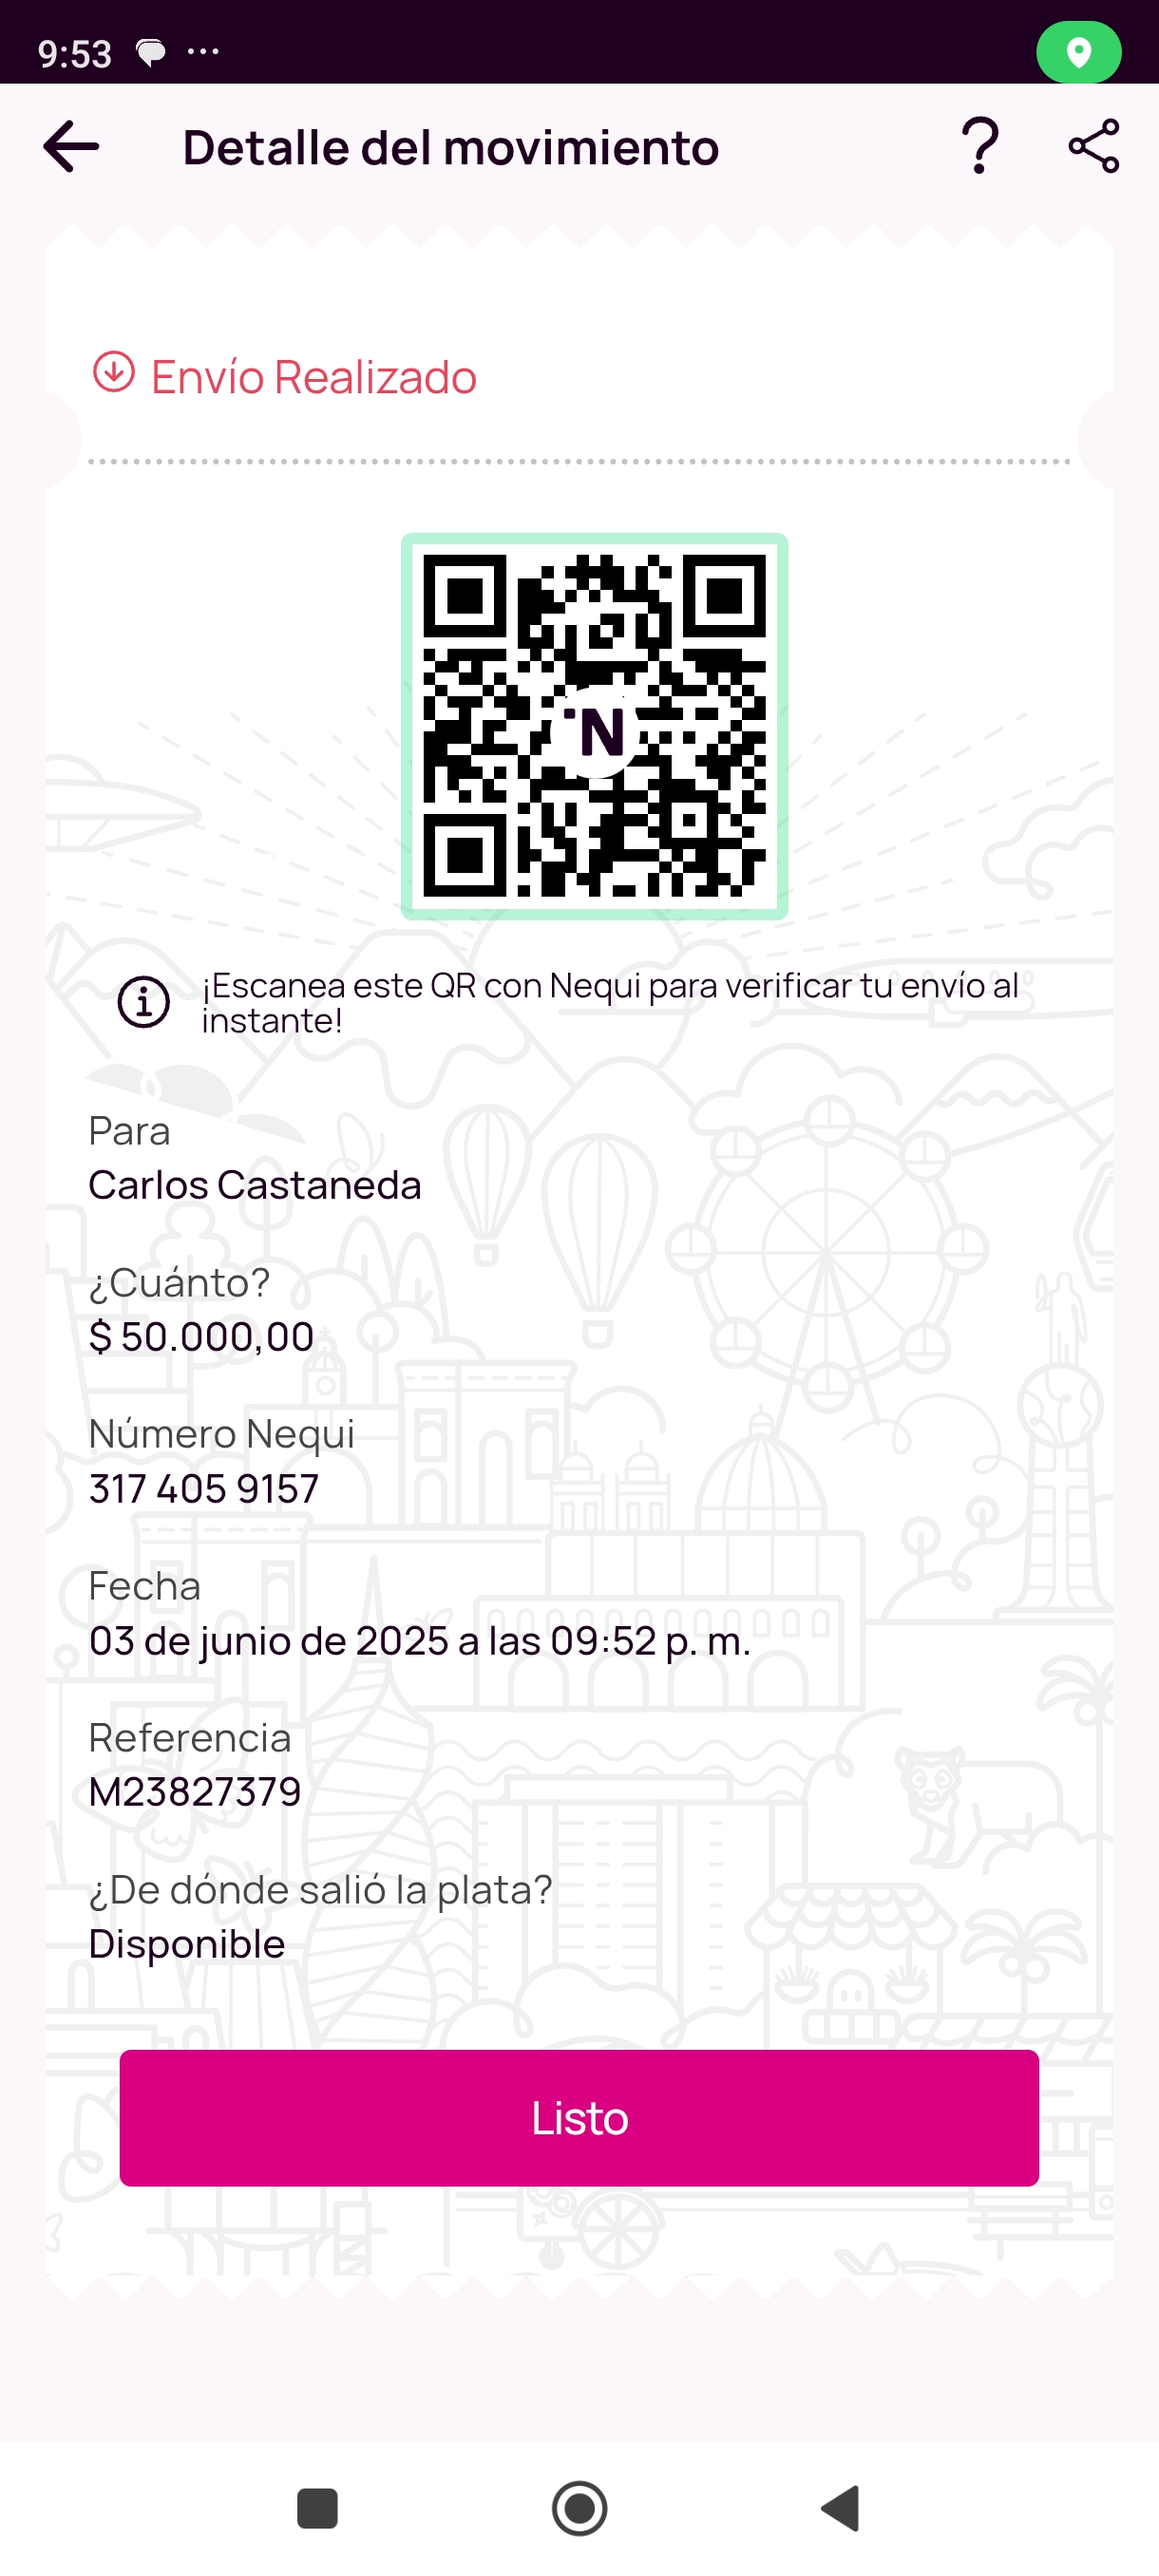 9:53
Detalle del movimiento
Envío Realizado
N
¡Escanea este QR con Nequi para verificar tu envío al
instante!
Para
Carlos Castaneda
¿Cuánto?
$ 50.000,00
Número Nequi
317 405 9157
Fecha
03 de junio de 2025 a las 09:52 p. m.
Referencia
M23827379
¿De dónde salió la plata?
Disponible
Listo